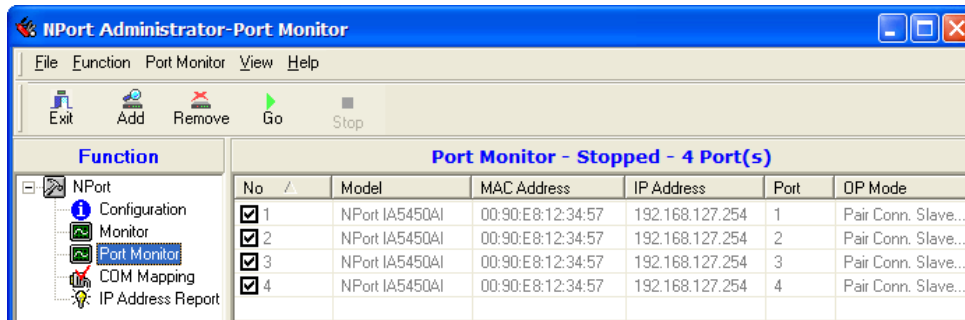 NPort Administrator-Port Monitor
File Function Port Monitor View Help
Exit Add Remove Go Stop
Function
Port Monitor - Stopped - 4 Port(s)
NPort
Configuration
Monitor
Port Monitor
COM Mapping
IP Address Report
No Model MAC Address IP Address Port OP Mode
1 NPort IA5450AI 00:90:E8:12:34:57 192.168.127.254 1 Pair Conn. Slave...
2 NPort IA5450AI 00:90:E8:12:34:57 192.168.127.254 2 Pair Conn. Slave...
3 NPort IA5450AI 00:90:E8:12:34:57 192.168.127.254 3 Pair Conn. Slave...
4 NPort IA5450AI 00:90:E8:12:34:57 192.168.127.254 4 Pair Conn. Slave...